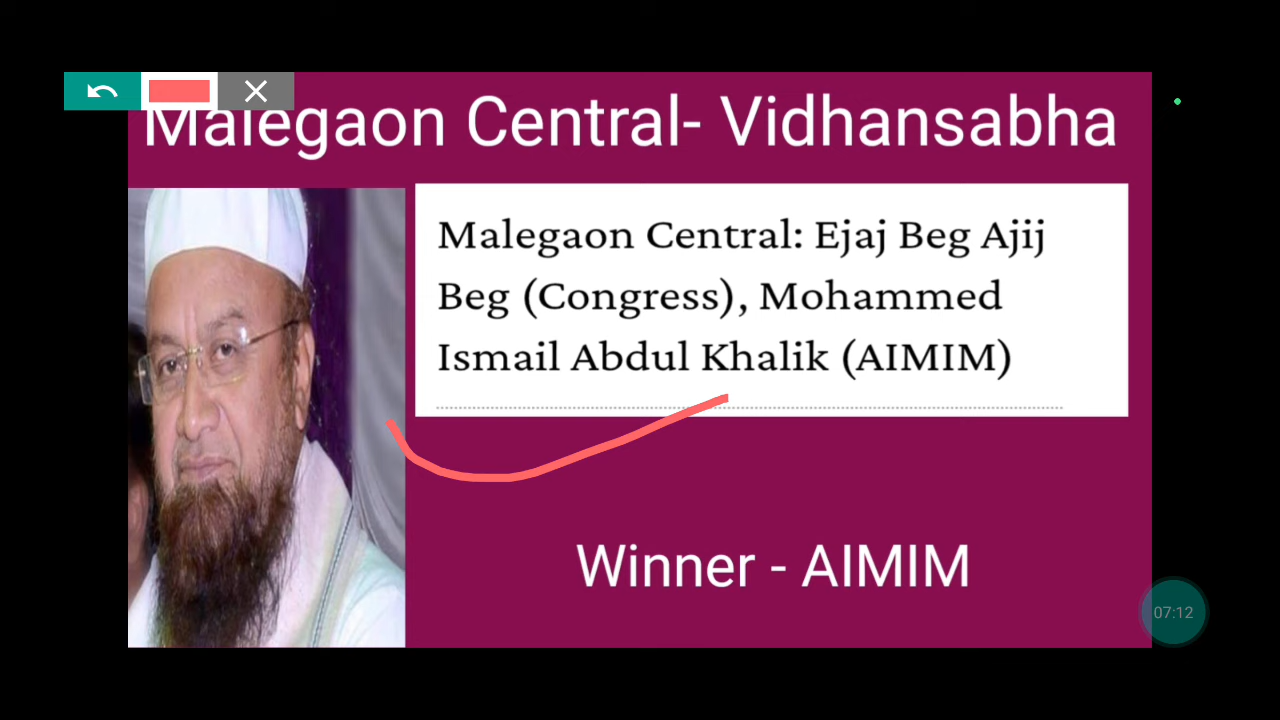 Malegaon Central- Vidhansabha
Malegaon Central: Ejaj Beg Ajij
Beg (Congress), Mohammed
Ismail Abdul Khalik (AIMIM)
Winner - AIMIM
07:12